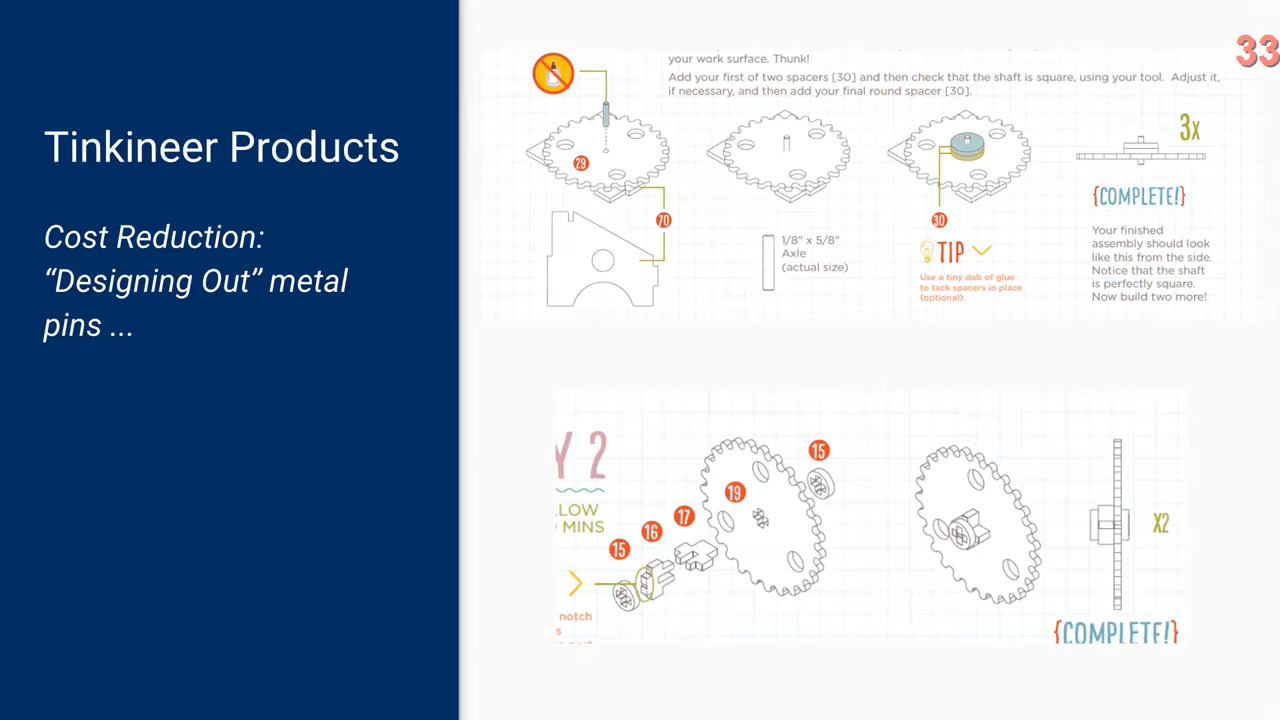 Tinkineer Products
Cost Reduction:
“Designing Out” metal
pins ...
33
your work surface. Thunk!
Add your first of two spacers [30] and then check that the shaft is square, using your tool. Adjust it,
if necessary, and then add your final round spacer [30].
29
70
1/8" x 5/8"
Axle
(actual size)
30
TIP
Use a tiny dab of glue
to tack spacers in place
(optional).
3x
{COMPLETE!}
Your finished
assembly should look
like this from the side.
Notice that the shaft
is perfectly square.
Now build two more!
Y 2
LLOW
MINS
15
16
17
19
15
notch
s
X2
{COMPLETE!}